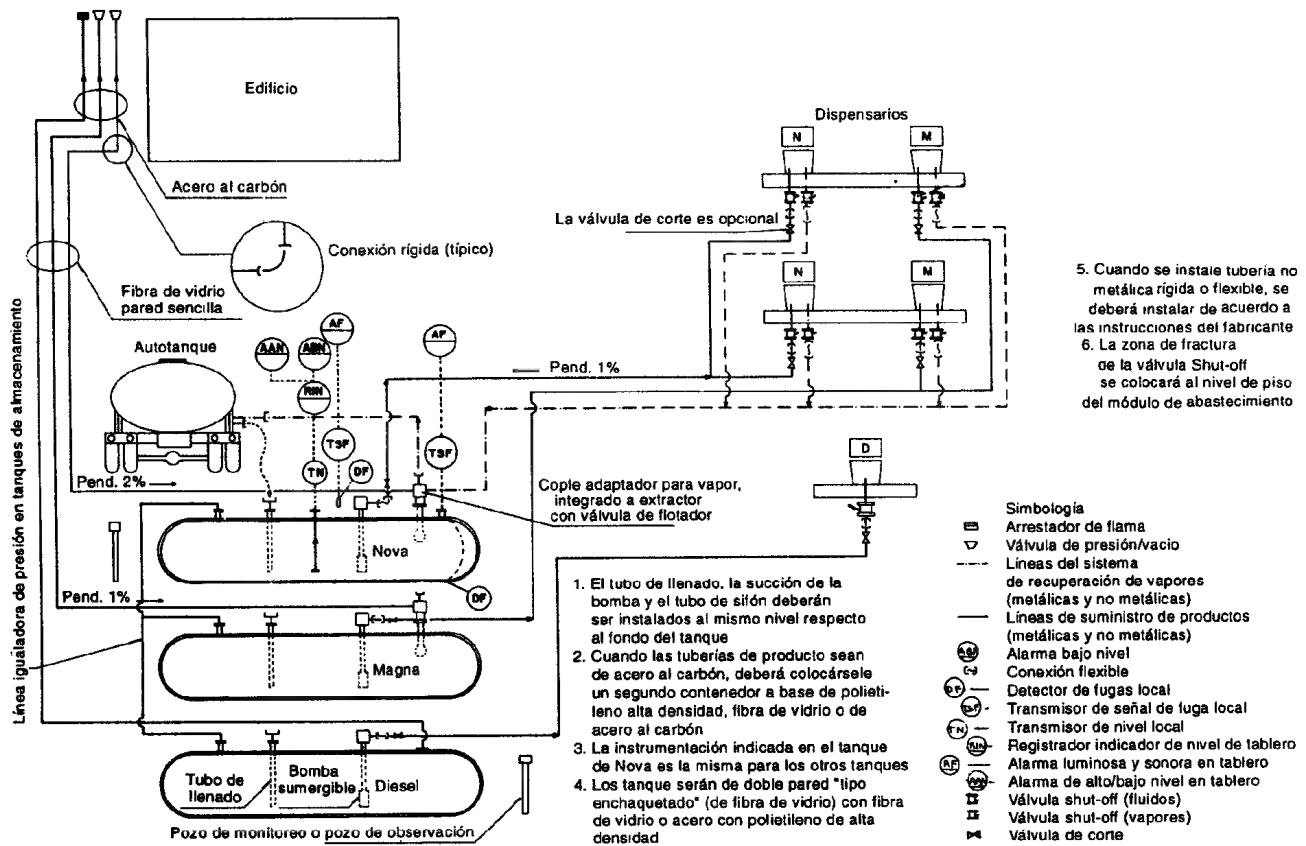 Edificio
Acero al carbón
Conexión rígida (típico)
Fibra de vidrio
pared sencilla
Línea igualadora de presión en tanques de almacenamiento
Autotanque
AAN
ABN
AF
AF
RIN
TSF
TSF
TN
DF
Pend. 2%
Pend. 1%
Pend. 1%
Dispensarios
N
M
La válvula de corte es opcional
N
M
D
Cople adaptador para vapor,
integrado a extractor
con válvula de flotador
Nova
DF
Magna
Tubo de
llenado
Bomba
sumergible
Diesel
Pozo de monitoreo o pozo de observación
1. El tubo de llenado, la succión de la
bomba y el tubo de sifón deberán
ser instalados al mismo nivel respecto
al fondo del tanque
2. Cuando las tuberías de producto sean
de acero al carbón, deberá colocársele
un segundo contenedor a base de polieti-
leno alta densidad, fibra de vidrio o de
acero al carbón
3. La instrumentación indicada en el tanque
de Nova es la misma para los otros tanques
4. Los tanque serán de doble pared "tipo
enchaquetado" (de fibra de vidrio) con fibra
de vidrio o acero con polietileno de alta
densidad
5. Cuando se instale tubería no
metálica rígida o flexible, se
deberá instalar de acuerdo a
las instrucciones del fabricante
6. La zona de fractura
de la válvula Shut-off
se colocará al nivel de piso
del módulo de abastecimiento
Simbología
Arrestador de flama
Válvula de presión/vacio
Líneas del sistema
de recuperación de vapores
(metálicas y no metálicas)
Líneas de suministro de productos
(metálicas y no metálicas)
Alarma bajo nivel
Conexión flexible
DF Detector de fugas local
Transmisor de señal de fuga local
TN Transmisor de nivel local
RIN Registrador indicador de nivel de tablero
AF Alarma luminosa y sonora en tablero
Alarma de alto/bajo nivel en tablero
Válvula shut-off (fluidos)
Válvula shut-off (vapores)
Válvula de corte